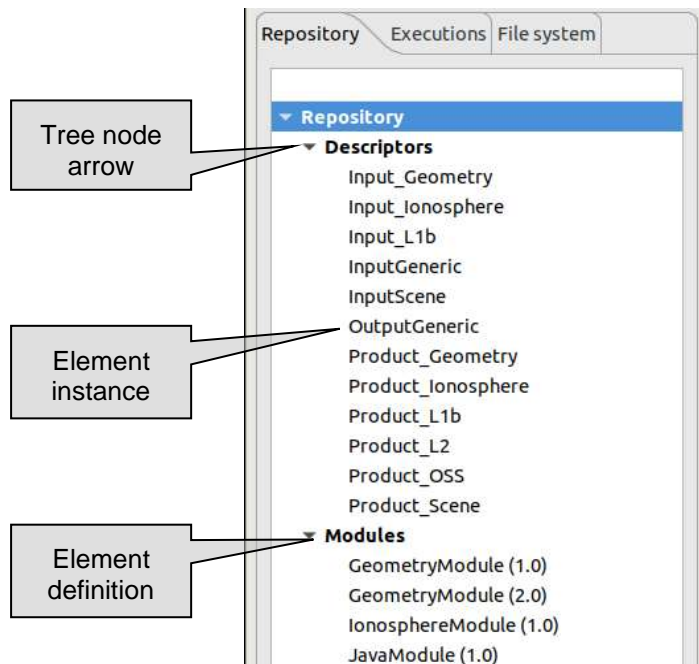 Repository Executions File system
Repository
Tree node
arrow
Descriptors
Input_Geometry
Input_Ionosphere
Input_L1b
InputGeneric
InputScene
Element
instance
OutputGeneric
Product_Geometry
Product_Ionosphere
Product_L1b
Product_L2
Product_OSS
Product_Scene
Element
definition
Modules
GeometryModule (1.0)
GeometryModule (2.0)
IonosphereModule (1.0)
JavaModule (1.0)